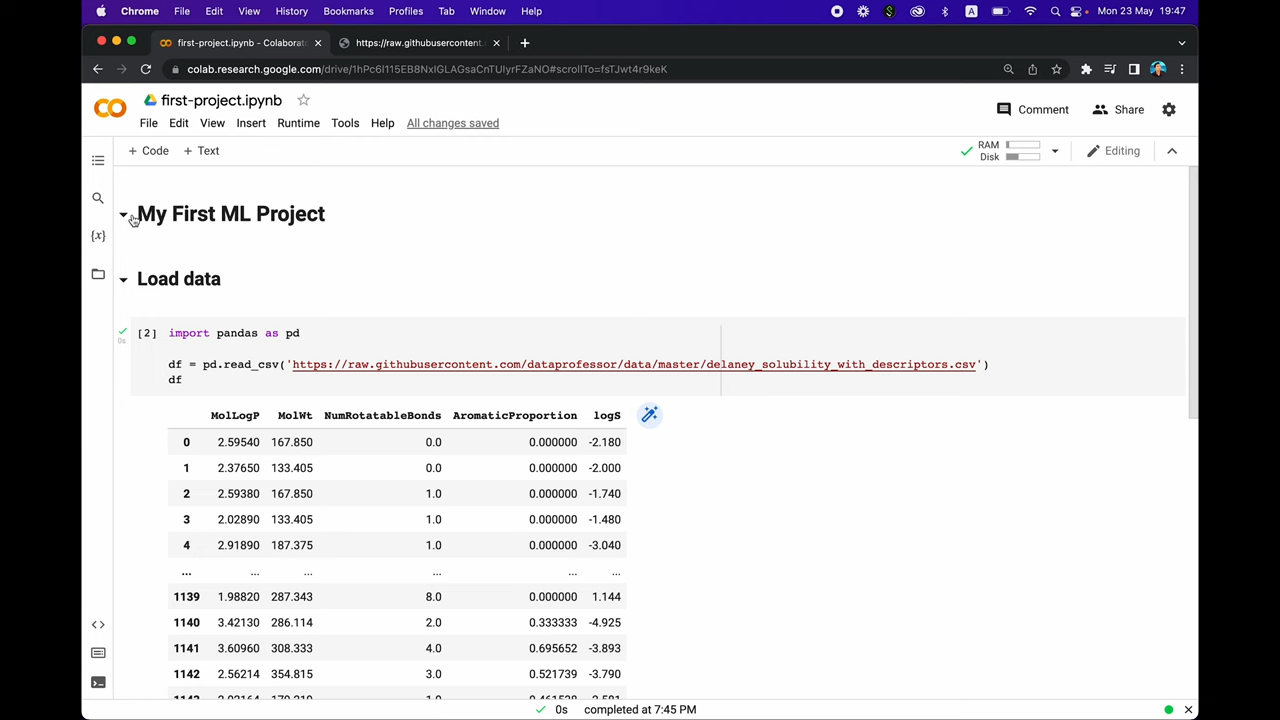 Chrome File Edit View History Bookmarks Profiles Tab Window Help A Mon 23 May 19:47
first-project.ipynb - Colaborat https://raw.githubusercontent.
colab.research.google.com/drive/1hPc6I115EB8NxIGLAGsaCnTUlyrFZaNO#scrollTo=fsTJwt4r9keK
first-project.ipynb
Comment Share
File Edit View Insert Runtime Tools Help All changes saved
+ Code + Text RAM Disk Editing
My First ML Project
{x}
Load data
[2] import pandas as pd
0s
df = pd.read_csv('https://raw.githubusercontent.com/dataprofessor/data/master/delaney_solubility_with_descriptors.csv')
df
MolLogP MolWt NumRotatableBonds AromaticProportion logS
0 2.59540 167.850 0.0 0.000000 -2.180
1 2.37650 133.405 0.0 0.000000 -2.000
2 2.59380 167.850 1.0 0.000000 -1.740
3 2.02890 133.405 1.0 0.000000 -1.480
4 2.91890 187.375 1.0 0.000000 -3.040
... ... ... ... ... ...
1139 1.98820 287.343 8.0 0.000000 1.144
1140 3.42130 286.114 2.0 0.333333 -4.925
1141 3.60960 308.333 4.0 0.695652 -3.893
1142 2.56214 354.815 3.0 0.521739 -3.790
0s completed at 7:45 PM